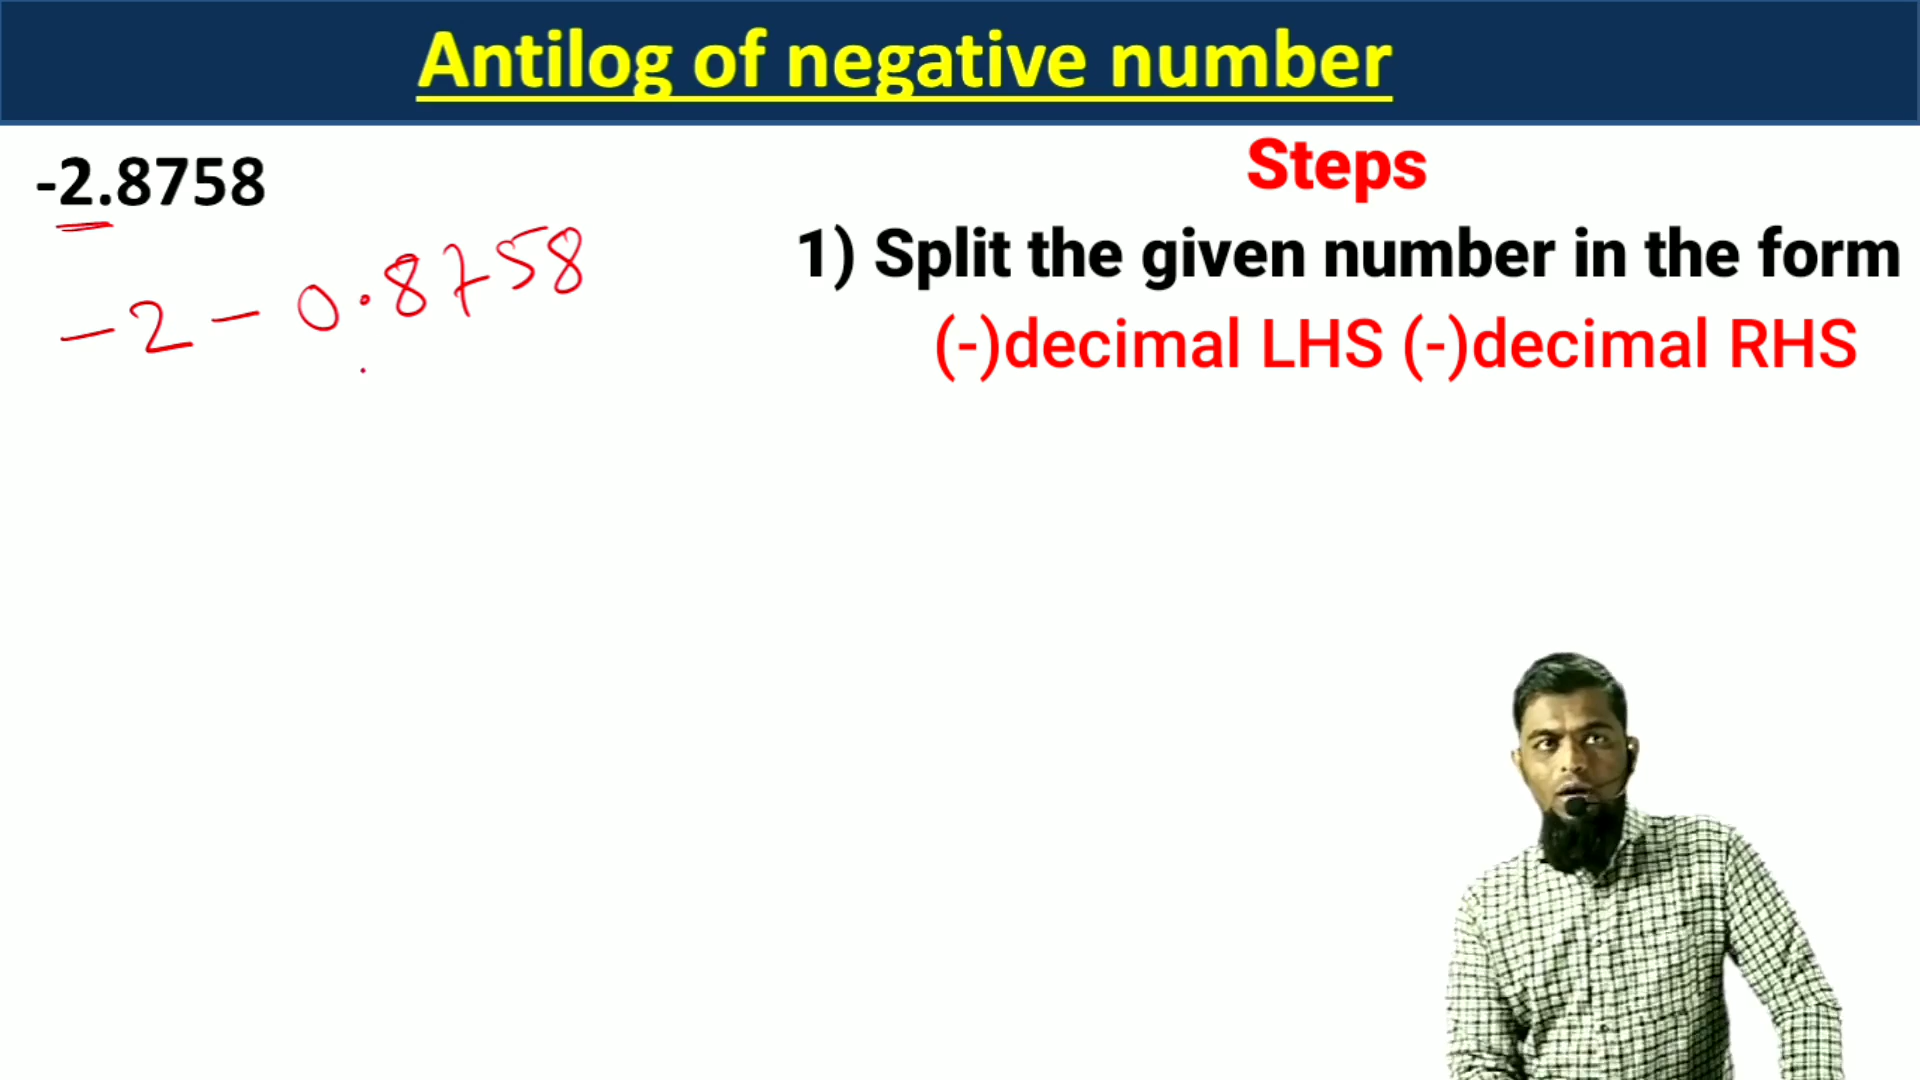 Antilog of negative number
-2.8758
-2-0.8758
Steps
1) Split the given number in the form
(-)decimal LHS (-)decimal RHS